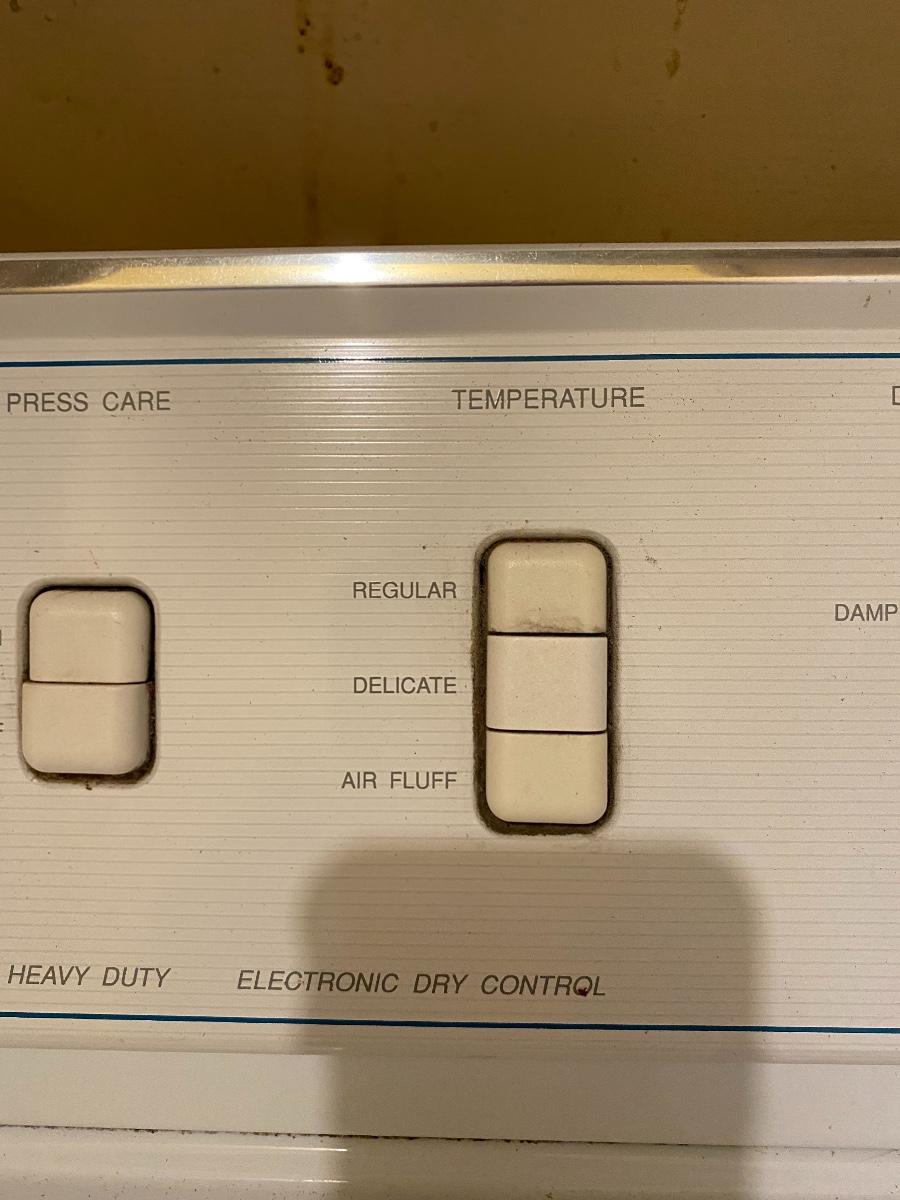 PRESS CARE
TEMPERATURE
REGULAR
DELICATE
AIR FLUFF
DAMP
HEAVY DUTY
ELECTRONIC DRY CONTROL